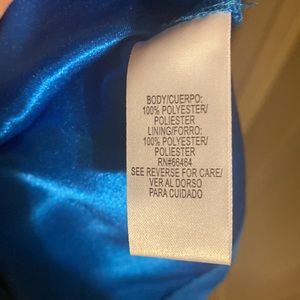 BODY/CUERPO:
100% POLYESTER/
POLIESTER
LINING/FORRO:
100% POLYESTER/
POLIESTER
RN#66464
SEE REVERSE FOR CARE/
VER AL DORSO
PARA CUIDADO